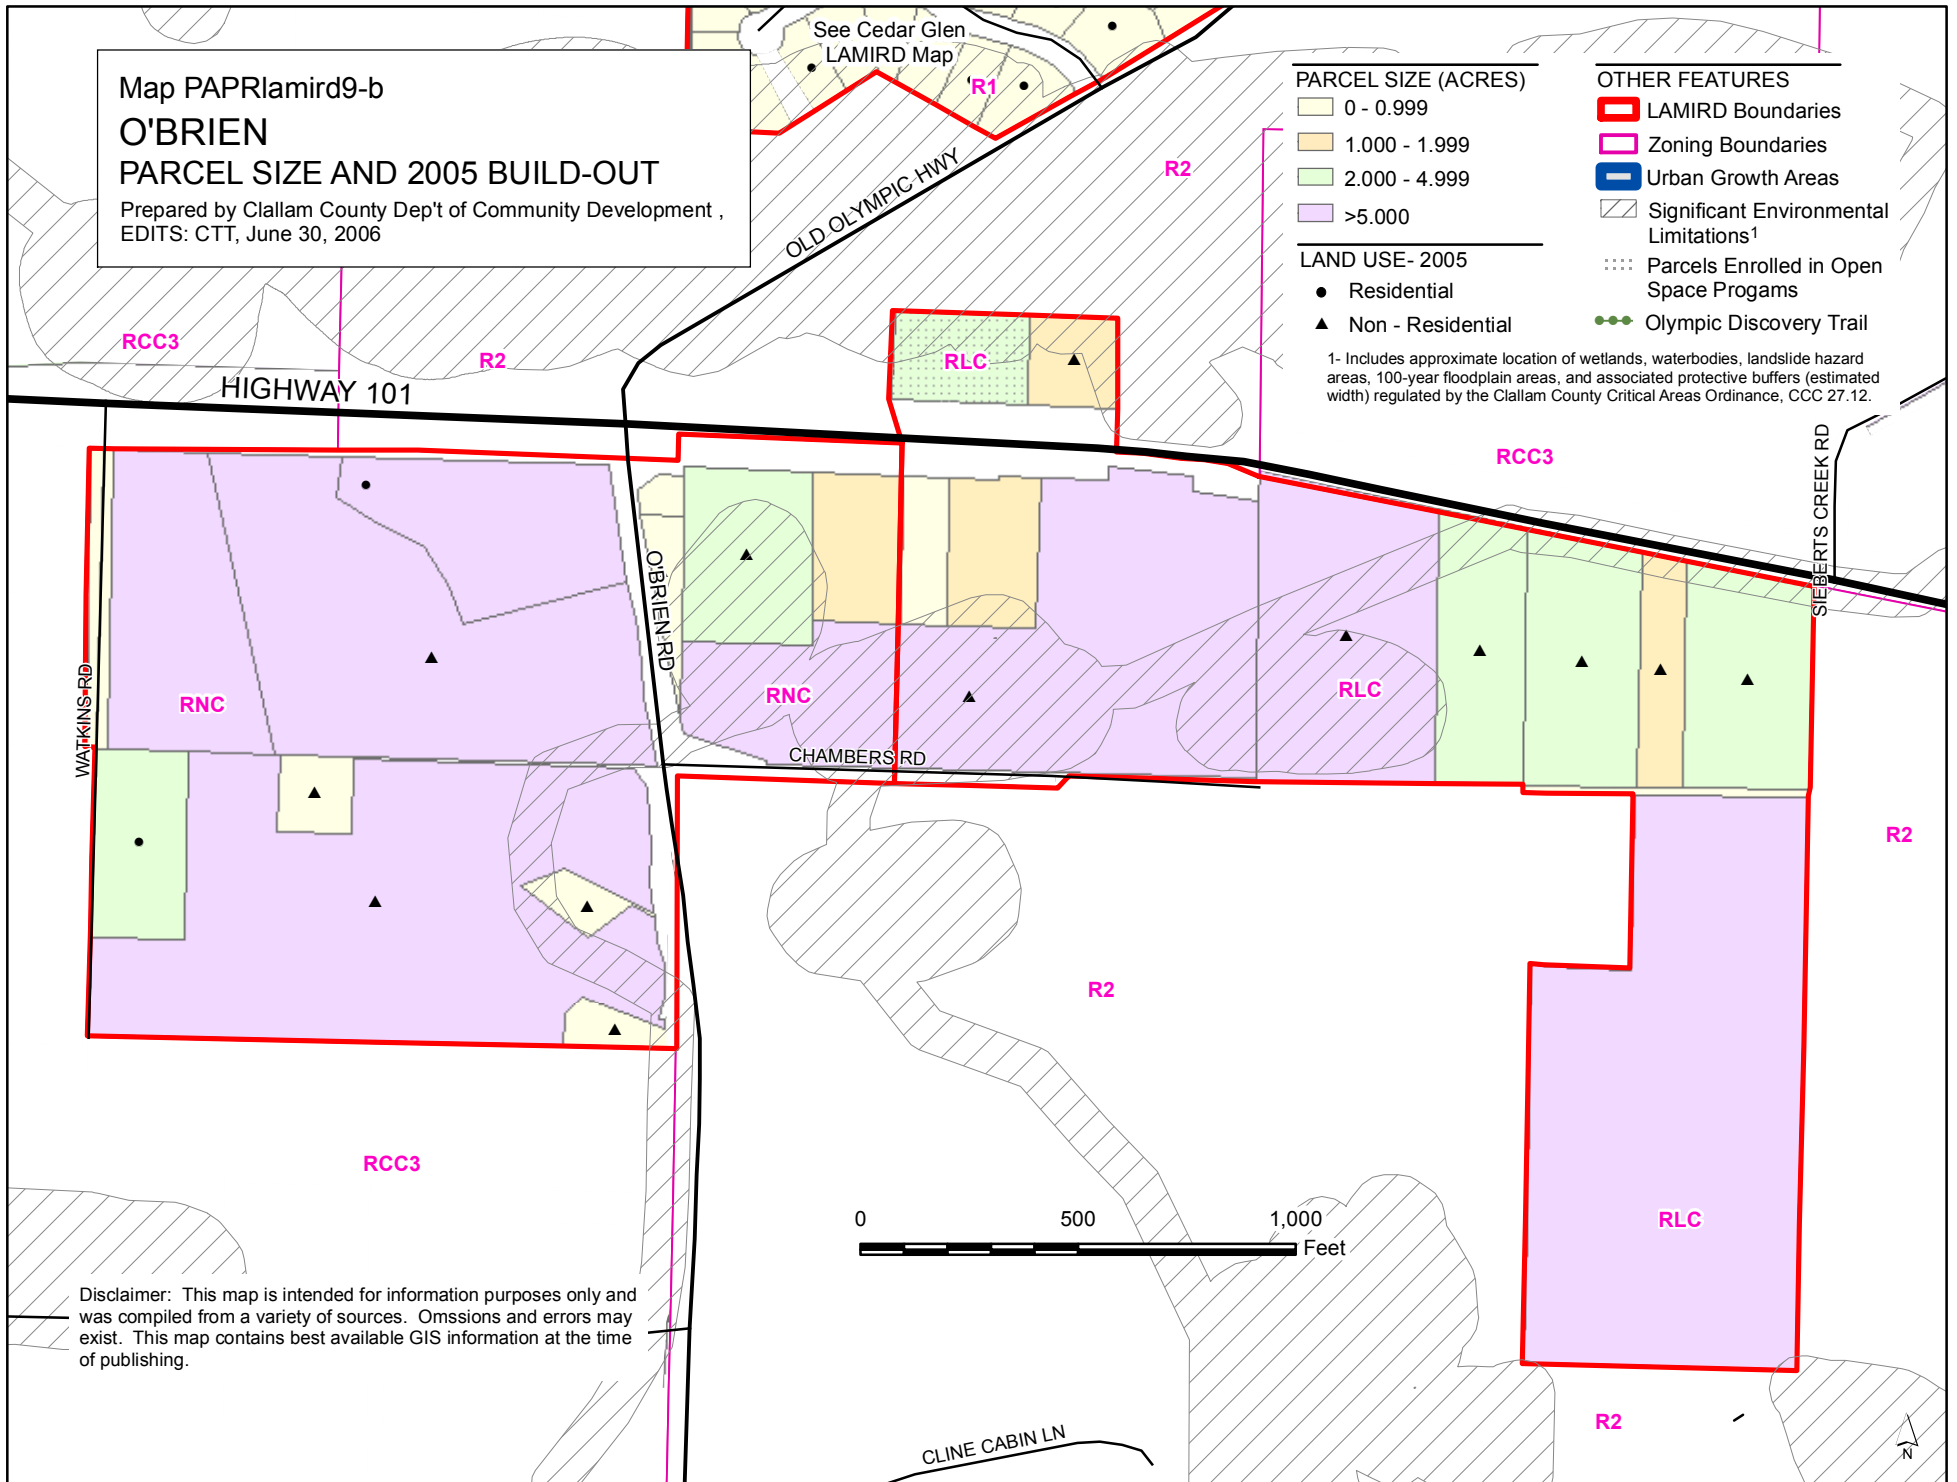 Map PAPRlamird9-b
O'BRIEN
PARCEL SIZE AND 2005 BUILD-OUT
Prepared by Clallam County Dep't of Community Development ,
EDITS: CTT, June 30, 2006
See Cedar Glen
LAMIRD Map
R1
OLD OLYMPIC HWY
R2
PARCEL SIZE (ACRES)
0 - 0.999
1.000 - 1.999
2.000 - 4.999
>5.000
LAND USE- 2005
Residential
Non - Residential
OTHER FEATURES
LAMIRD Boundaries
Zoning Boundaries
Urban Growth Areas
Significant Environmental
Limitations1
Parcels Enrolled in Open
Space Progams
Olympic Discovery Trail
1- Includes approximate location of wetlands, waterbodies, landslide hazard
areas, 100-year floodplain areas, and associated protective buffers (estimated
width) regulated by the Clallam County Critical Areas Ordinance, CCC 27.12.
RCC3
R2
RLC
HIGHWAY 101
RCC3
SIEBERTS CREEK RD
O'BRIEN RD
WATKINS RD
RNC
RNC
RLC
CHAMBERS RD
R2
R2
RCC3
0 500 1,000
Feet
RLC
Disclaimer: This map is intended for information purposes only and
was compiled from a variety of sources. Omssions and errors may
exist. This map contains best available GIS information at the time
of publishing.
R2
CLINE CABIN LN
N